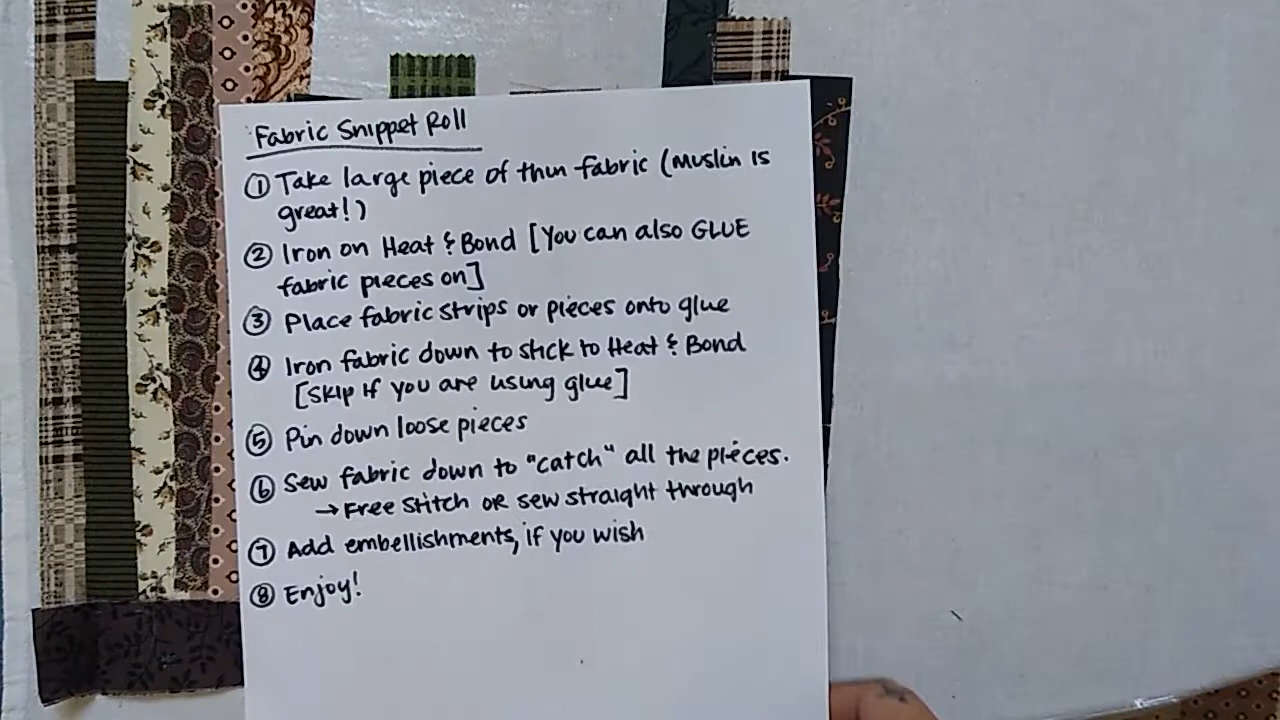 Fabric Snippet Roll
① Take large piece of thin fabric (Muslin is
great!)
② Iron on Heat & Bond [You can also GLUE
fabric pieces on]
③ Place fabric strips or pieces onto glue
④ Iron fabric down to stick to Heat & Bond
[Skip if you are using glue]
⑤ Pin down loose pieces
⑥ Sew fabric down to "catch" all the pieces.
→ Free stitch OR sew straight through
⑦ Add embellishments, if you wish
⑧ Enjoy!